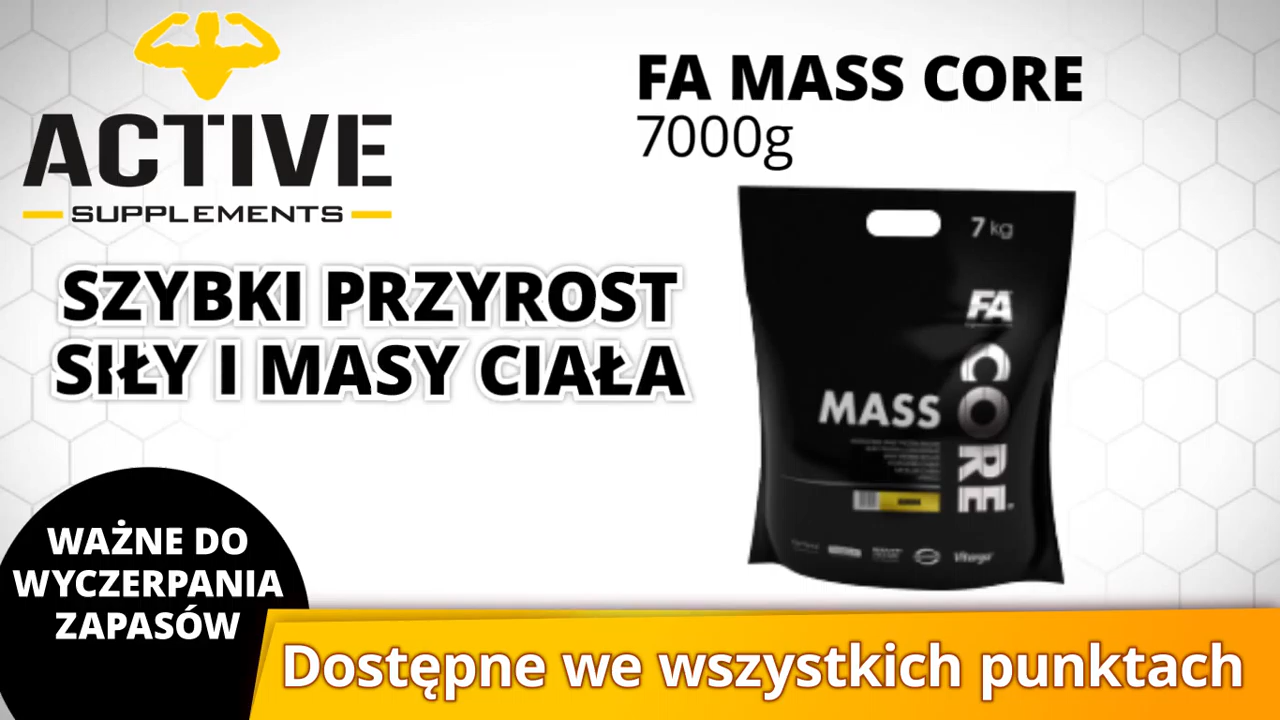 ACTIVE
SUPPLEMENTS
FA MASS CORE
7000g
SZYBKI PRZYROST
SIŁY I MASY CIAŁA
7 kg
FA
CORE
MASS
Vitargo
WAŻNE DO
WYCZERPANIA
ZAPASÓW
Dostępne we wszystkich punktach